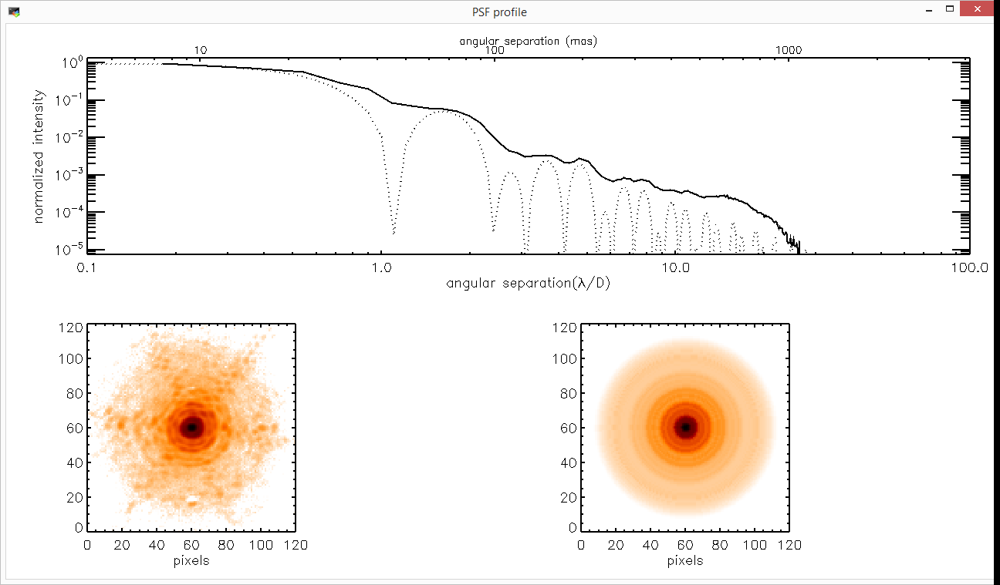 PSF profile
angular separation (mas)
10 100 1000
10⁰
10⁻¹
10⁻²
10⁻³
10⁻⁴
10⁻⁵
normalized intensity
0.1 1.0 10.0 100.0
angular separation(λ/D)
120
100
80
60
40
20
0
0 20 40 60 80 100 120
pixels
120
100
80
60
40
20
0
0 20 40 60 80 100 120
pixels